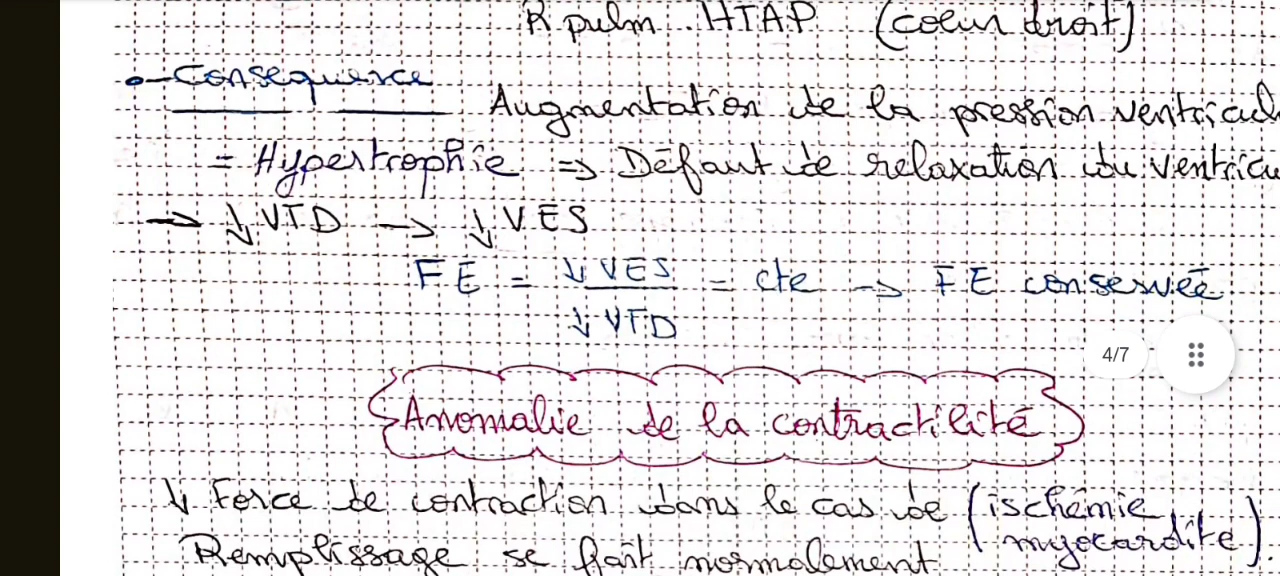 R pulm HTAP (coeur droit)
Consequence
Augmentation de la pression ventricul
= Hypertrophie => Défaut de relaxation du ventricu
→ ↓ VTD → ↓ VES
FE = ↓ VES / ↓ VTD = cte → FE conservée
4/7
Anomalie de la contractilité
↓ Force de contraction dans le cas de (ischémie,
myocardite).
Remplissage se fait normalement